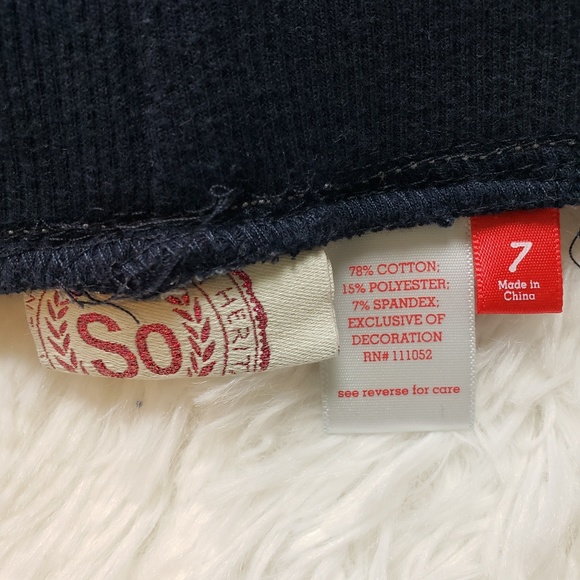 So
HERIT
78% COTTON;
15% POLYESTER;
7% SPANDEX;
EXCLUSIVE OF
DECORATION
RN# 111052
see reverse for care
7
Made in
China